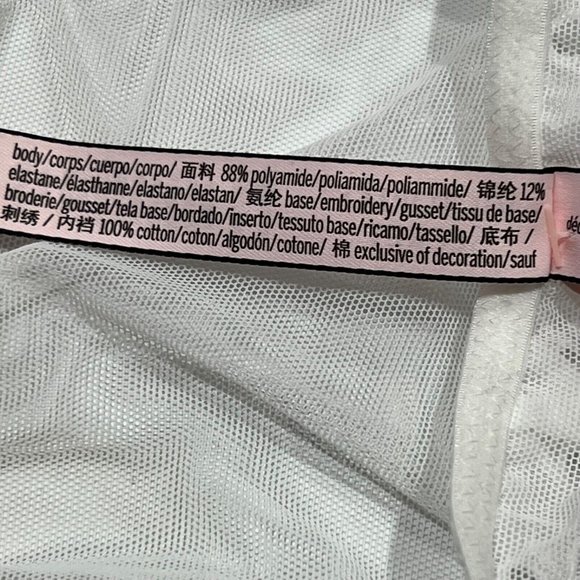 body/corps/cuerpo/corpo/ 面料 88% polyamide/poliamida/poliammide/ 锦纶 12%
elastane/élasthanne/elastano/elastan/ 氨纶 base/embroidery/gusset/tissu de base/
broderie/gousset/tela base/bordado/inserto/tessuto base/ricamo/tassello/ 底布 /
刺绣 / 内裆 100% cotton/coton/algodón/cotone/ 棉 exclusive of decoration/sauf